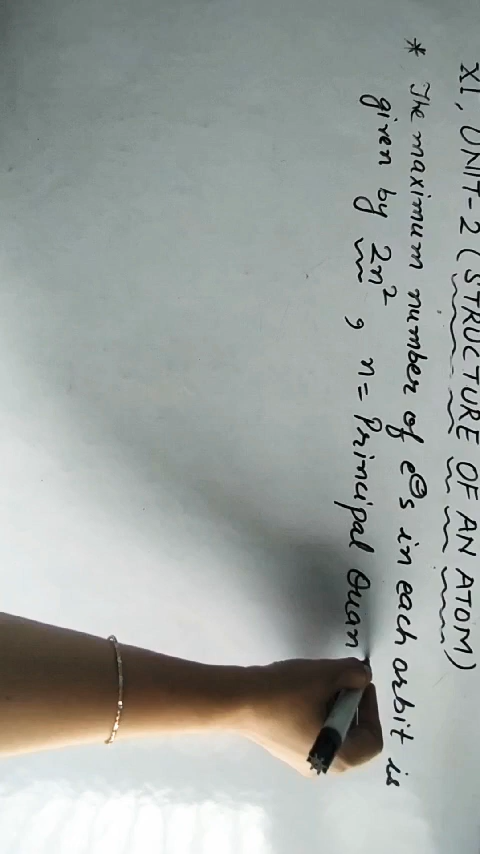 XI, UNIT-2 (STRUCTURE OF AN ATOM)
* The maximum number of e⊖s in each orbit is
given by 2n², n = Principal Quan